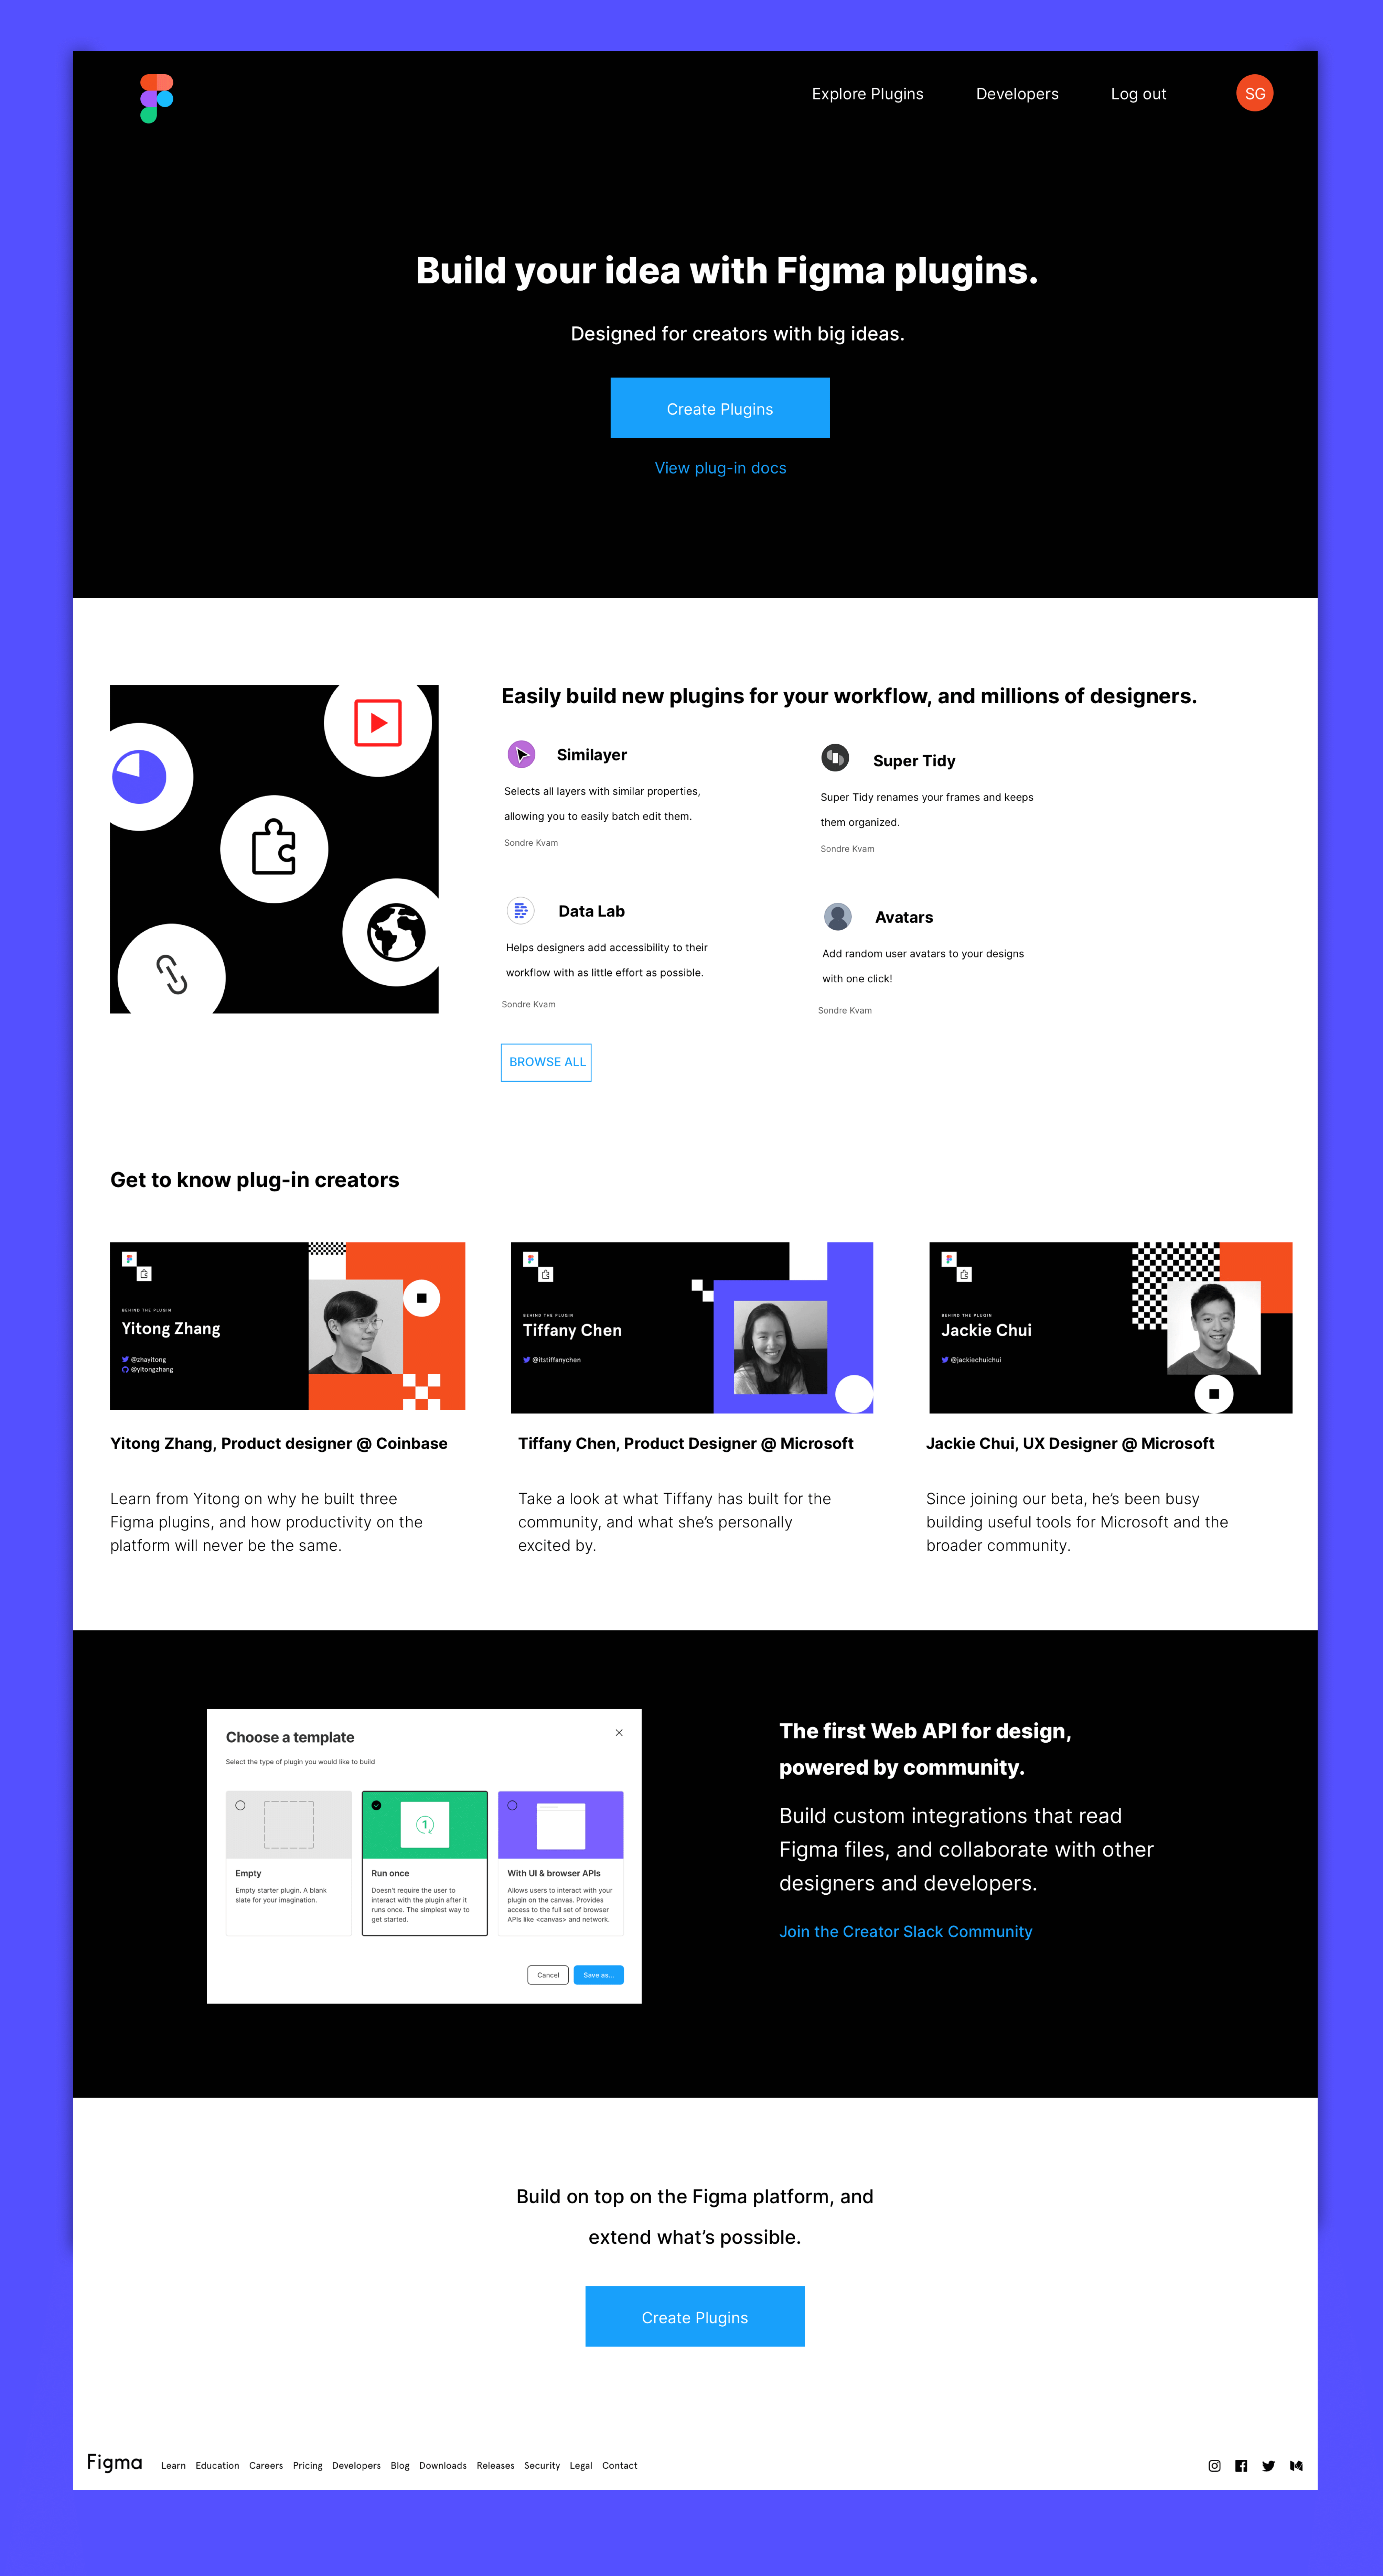 Explore Plugins Developers Log out SG
Build your idea with Figma plugins.
Designed for creators with big ideas.
Create Plugins
View plug-in docs
Easily build new plugins for your workflow, and millions of designers.
Similayer
Selects all layers with similar properties,
allowing you to easily batch edit them.
Sondre Kvam
Super Tidy
Super Tidy renames your frames and keeps
them organized.
Sondre Kvam
Data Lab
Helps designers add accessibility to their
workflow with as little effort as possible.
Sondre Kvam
Avatars
Add random user avatars to your designs
with one click!
Sondre Kvam
BROWSE ALL
Get to know plug-in creators
BEHIND THE PLUGIN
Yitong Zhang
@zhayitong
@yitongzhang
Yitong Zhang, Product designer @ Coinbase
Learn from Yitong on why he built three
Figma plugins, and how productivity on the
platform will never be the same.
BEHIND THE PLUGIN
Tiffany Chen
@itstiffanychen
Tiffany Chen, Product Designer @ Microsoft
Take a look at what Tiffany has built for the
community, and what she’s personally
excited by.
BEHIND THE PLUGIN
Jackie Chui
@jackiechuichui
Jackie Chui, UX Designer @ Microsoft
Since joining our beta, he’s been busy
building useful tools for Microsoft and the
broader community.
Choose a template
Select the type of plugin you would like to build
Empty
Empty starter plugin. A blank
slate for your imagination.
1
Run once
Doesn’t require the user to
interact with the plugin after it
runs once. The simplest way to
get started.
With UI & browser APIs
Allows users to interact with your
plugin on the canvas. Provides
access to the full set of browser
APIs like <canvas> and network.
Cancel
Save as...
The first Web API for design,
powered by community.
Build custom integrations that read
Figma files, and collaborate with other
designers and developers.
Join the Creator Slack Community
Build on top on the Figma platform, and
extend what’s possible.
Create Plugins
Figma Learn Education Careers Pricing Developers Blog Downloads Releases Security Legal Contact